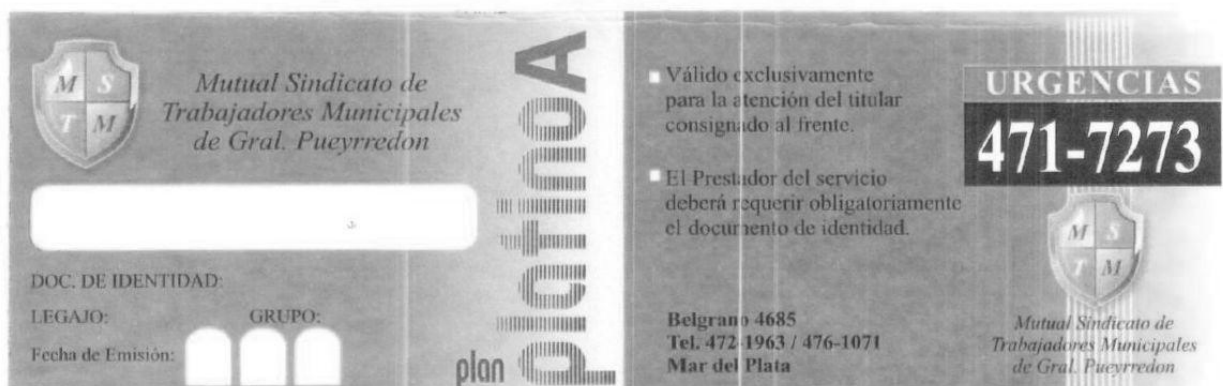 M S
T M
Mutual Sindicato de
Trabajadores Municipales
de Gral. Pueyrredon
DOC. DE IDENTIDAD:
LEGAJO: GRUPO:
Fecha de Emisión:
plan platinoA
Válido exclusivamente
para la atención del titular
consignado al frente.
El Prestador del servicio
deberá requerir obligatoriamente
el documento de identidad.
Belgrano 4685
Tel. 472-1963 / 476-1071
Mar del Plata
URGENCIAS
471-7273
M S
T M
Mutual Sindicato de
Trabajadores Municipales
de Gral. Pueyrredon